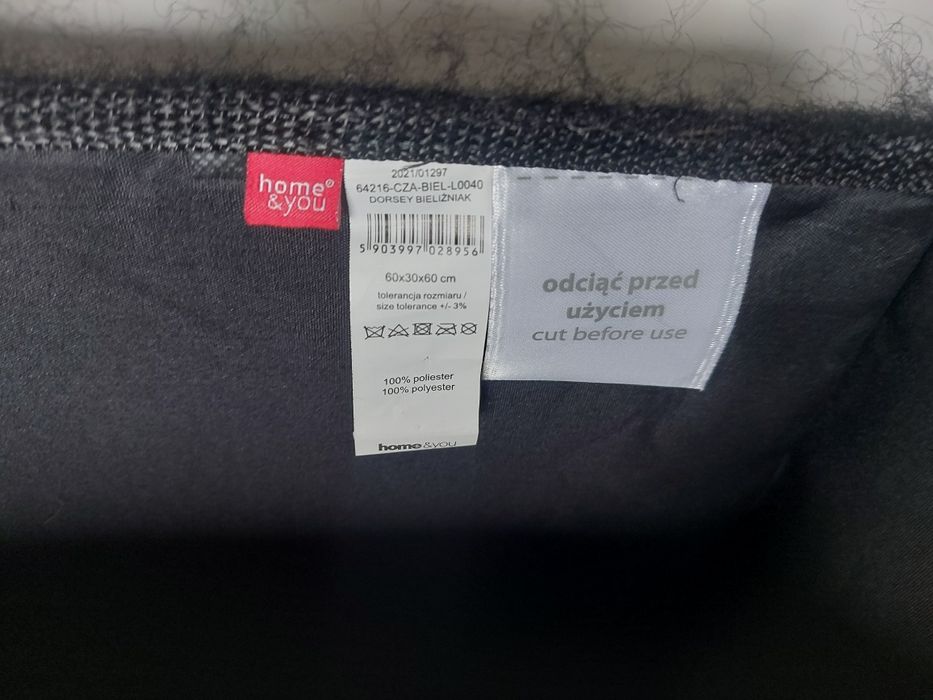 home®
&you
2021/01297
64216-CZA-BIEL-L0040
DORSEY BIELIŹNIAK
5 903997 028956
60x30x60 cm
tolerancja rozmiaru /
size tolerance +/- 3%
100% poliester
100% polyester
home&you
odciąć przed
użyciem
cut before use